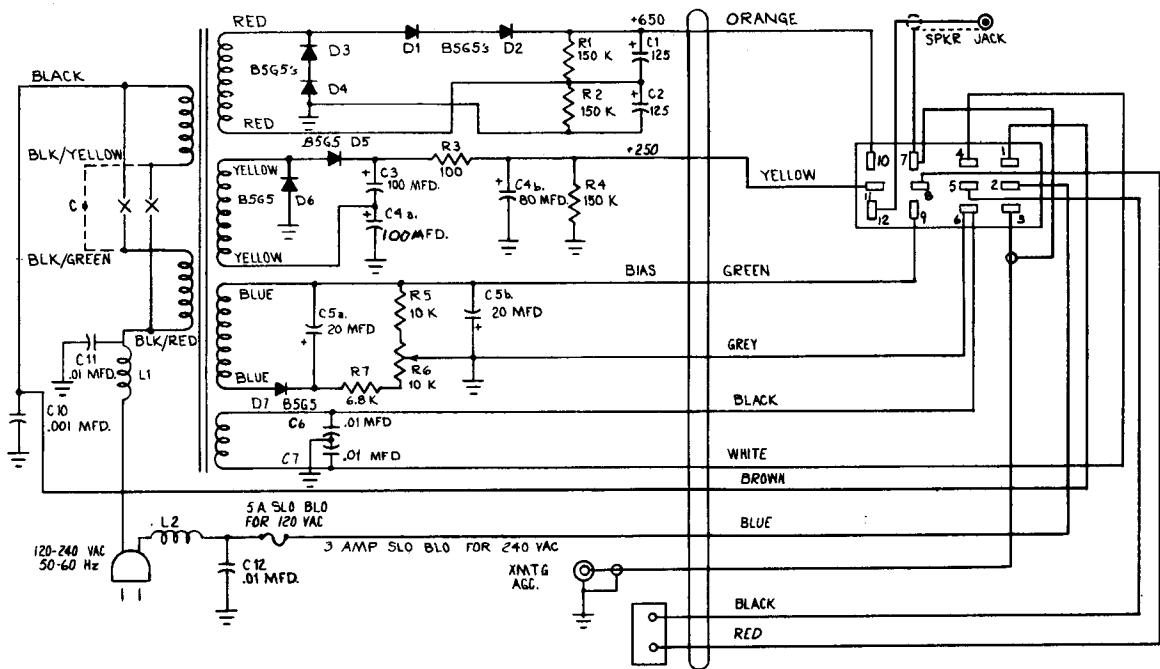 RED
+650
ORANGE
D3
D1
B5G5's
D2
R1
150 K
C1
125
SPKR JACK
B5G5's
D4
R2
150 K
C2
125
BLACK
RED
B5G5 D5
R3
100
+250
YELLOW
10
7
4
1
BLK/YELLOW
YELLOW
B5G5
D6
C3
100 MFD.
C4a.
100 MFD.
C4b.
80 MFD.
R4
150 K
11
8
5
2
12
9
6
3
C
BLK/GREEN
YELLOW
BIAS
GREEN
BLUE
C5a.
20 MFD
R5
10 K
C5b.
20 MFD
BLK/RED
GREY
C11
.01 MFD.
L1
BLUE
R7
6.8 K
R6
10 K
D7 B5G5
BLACK
C10
.001 MFD.
C6
.01 MFD
C7
.01 MFD
WHITE
BROWN
5 A SLO BLO
FOR 120 VAC
L2
BLUE
3 AMP SLO BLO FOR 240 VAC
120-240 VAC
50-60 Hz
C12
.01 MFD.
XMTG
AGC.
BLACK
RED